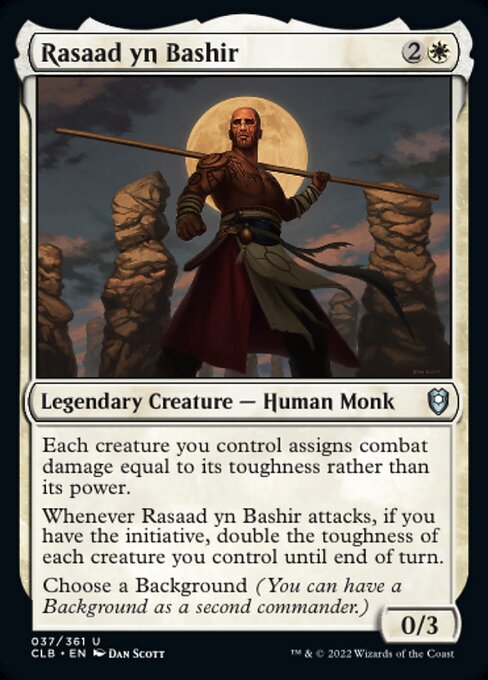 Rasaad yn Bashir 2
Legendary Creature — Human Monk
Each creature you control assigns combat
damage equal to its toughness rather than
its power.
Whenever Rasaad yn Bashir attacks, if you
have the initiative, double the toughness of
each creature you control until end of turn.
Choose a Background (You can have a
Background as a second commander.)
0/3
037/361 U
CLB • EN Dan Scott
™ & © 2022 Wizards of the Coast